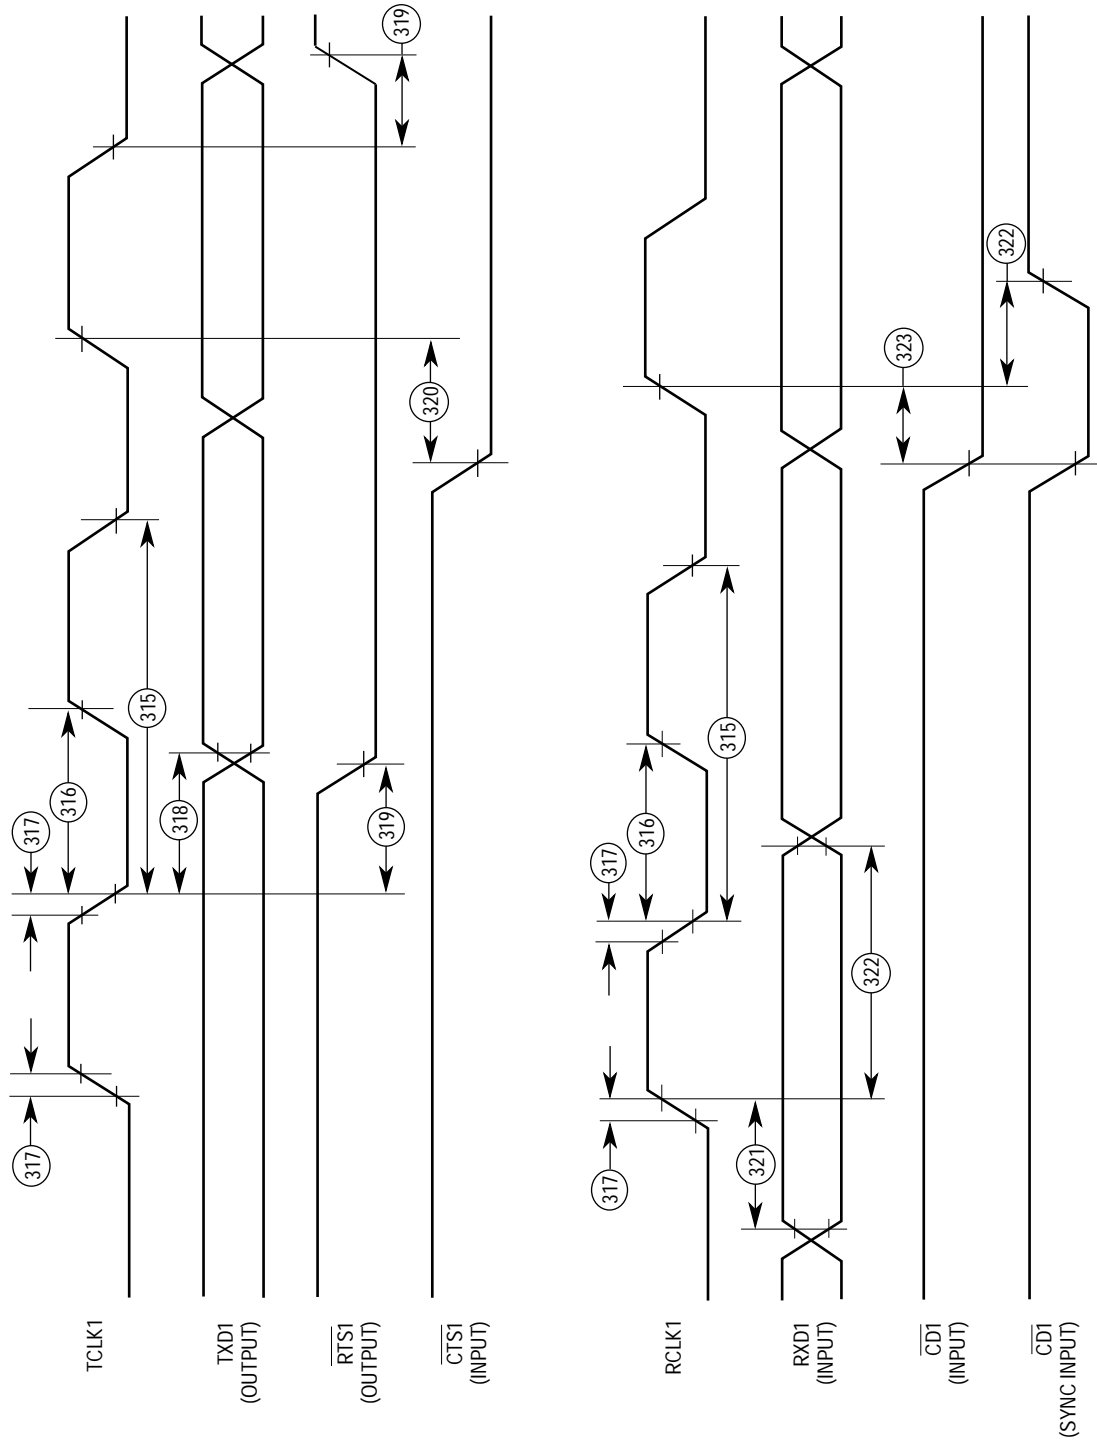 TCLK1
317
317
316
315
TXD1
(OUTPUT)
318
RTS1
(OUTPUT)
319
319
CTS1
(INPUT)
320
RCLK1
317
317
316
315
RXD1
(INPUT)
321
322
CD1
(INPUT)
323
CD1
(SYNC INPUT)
322